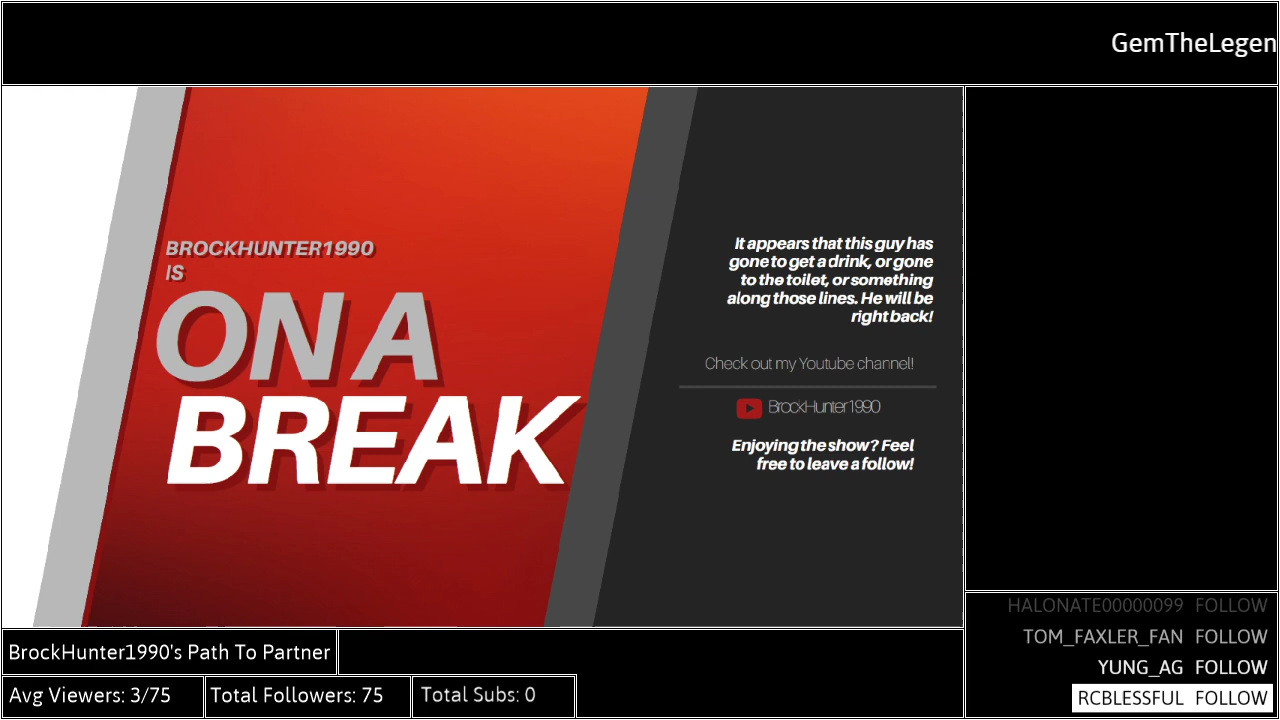 GemTheLegen
BROCKHUNTER1990
IS
ON A
BREAK
It appears that this guy has
gone to get a drink, or gone
to the toilet, or something
along those lines. He will be
right back!
Check out my Youtube channel!
BrockHunter1990
Enjoying the show? Feel
free to leave a follow!
HALONATE00000099 FOLLOW
TOM_FAXLER_FAN FOLLOW
YUNG_AG FOLLOW
RCBLESSFUL FOLLOW
BrockHunter1990's Path To Partner
Avg Viewers: 3/75
Total Followers: 75
Total Subs: 0